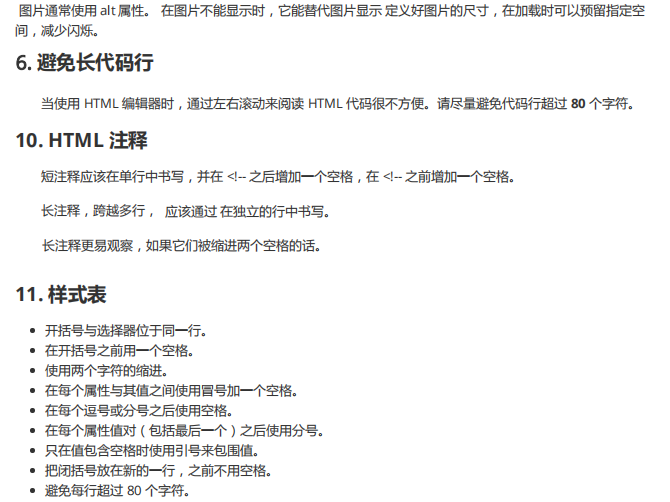 图片通常使用 alt 属性。 在图片不能显示时，它能替代图片显示 定义好图片的尺寸，在加载时可以预留指定空
间，减少闪烁。
6. 避免长代码行
当使用 HTML 编辑器时，通过左右滚动来阅读 HTML 代码很不方便。请尽量避免代码行超过 80 个字符。
10. HTML 注释
短注释应该在单行中书写，并在 <!-- 之后增加一个空格，在 <!-- 之前增加一个空格。
长注释，跨越多行， 应该通过 在独立的行中书写。
长注释更易观察，如果它们被缩进两个空格的话。
11. 样式表
• 开括号与选择器位于同一行。
• 在开括号之前用一个空格。
• 使用两个字符的缩进。
• 在每个属性与其值之间使用冒号加一个空格。
• 在每个逗号或分号之后使用空格。
• 在每个属性值对（包括最后一个）之后使用分号。
• 只在值包含空格时使用引号来包围值。
• 把闭括号放在新的一行，之前不用空格。
• 避免每行超过 80 个字符。